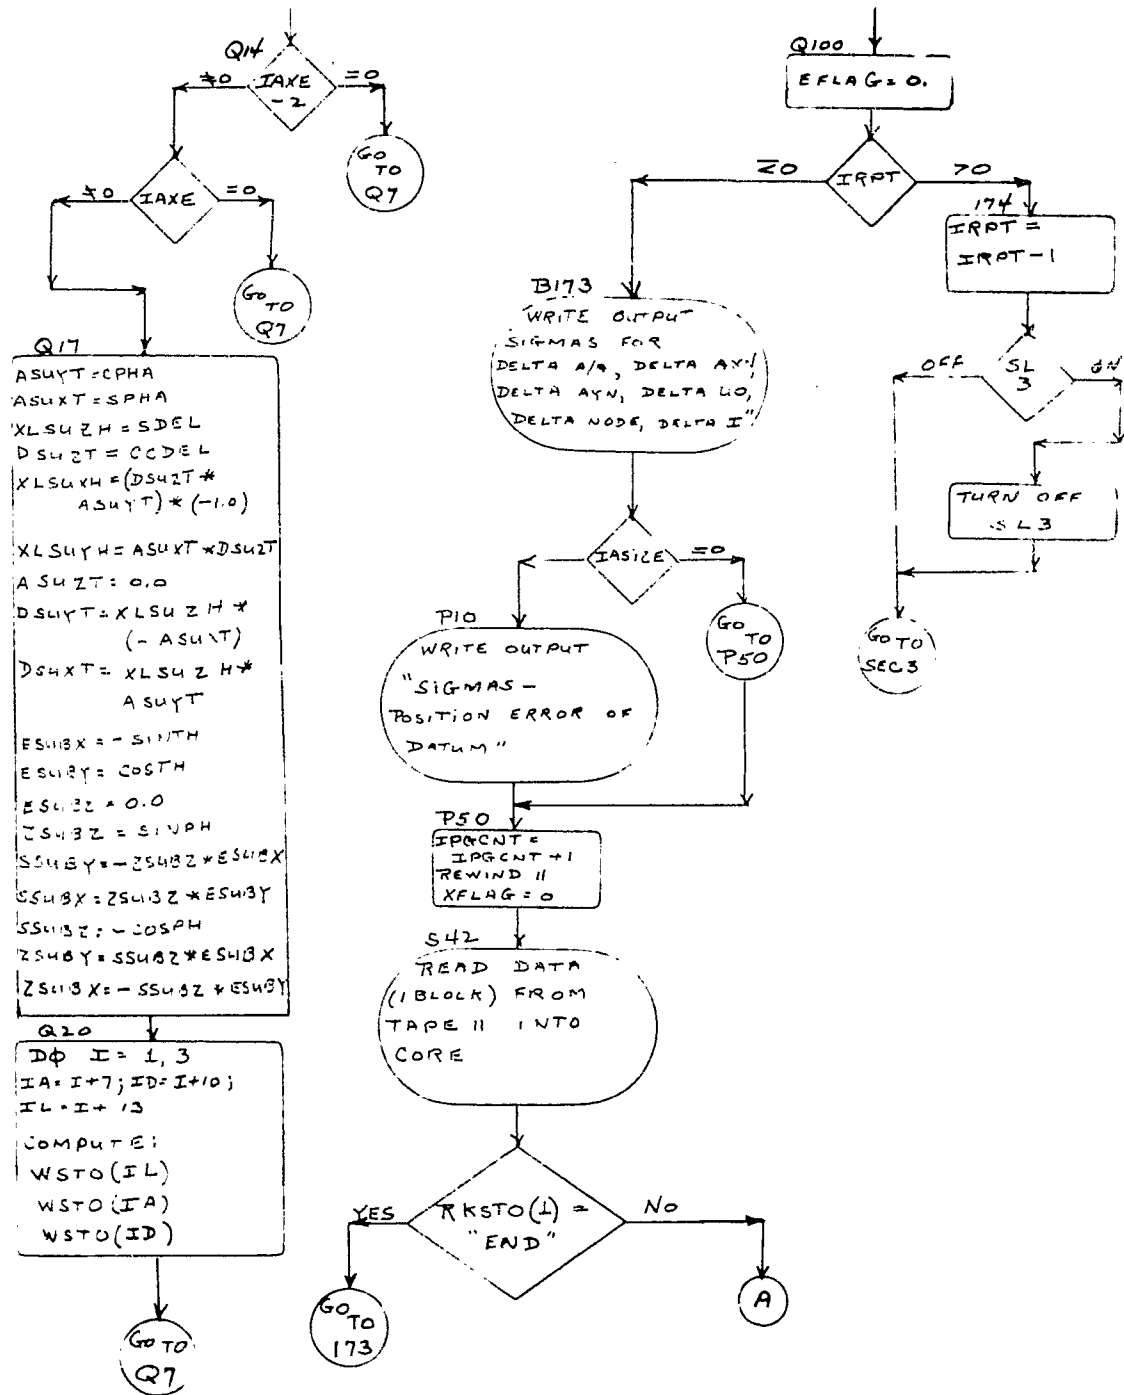 Q14
≠0
IAXE
-2
=0
GO
TO
Q7
≠0
IAXE
=0
GO
TO
Q7
Q17
ASUYT=CPHA
ASUXT=SPHA
XLSUZH=SDEL
DSUZT=CCDEL
XLSUXH=(DSUZT*
ASUYT)*(-1.0)
XLSUYH=ASUXT*DSUZT
ASUZT=0.0
DSUYT=XLSUZH*
(-ASUXT)
DSUXT=XLSUZH*
ASUYT
ESUBX=-SINTH
ESUBY=COSTH
ESUBZ=0.0
ZSUBZ=SINPH
SSUBY=-ZSUBZ*ESUBX
SSUBX=ZSUBZ*ESUBY
SSUBZ=-COSPH
ZSUBY=SSUBZ*ESUBX
ZSUBX=-SSUBZ*ESUBY
Q20
DO I = 1, 3
IA=I+7; ID=I+10;
IL=I+13
COMPUTE:
WSTO(IL)
WSTO(IA)
WSTO(ID)
GO TO
Q7
Q100
EFLAG=0.
≤0
IRPT
>0
174
IRPT =
IRPT-1
OFF
SL
3
ON
TURN OFF
SL3
GO TO
SEC3
B173
WRITE OUTPUT
SIGMAS FOR
DELTA A/A, DELTA AXN,
DELTA AYN, DELTA UO,
DELTA NODE, DELTA I"
IASIZE
=0
GO
TO
P50
P10
WRITE OUTPUT
"SIGMAS -
POSITION ERROR OF
DATUM"
P50
IPGCNT =
IPGCNT+1
REWIND 11
XFLAG=0
S42
READ DATA
(1 BLOCK) FROM
TAPE 11 INTO
CORE
YES
RKSTO(1) =
"END"
NO
GO
TO
173
A